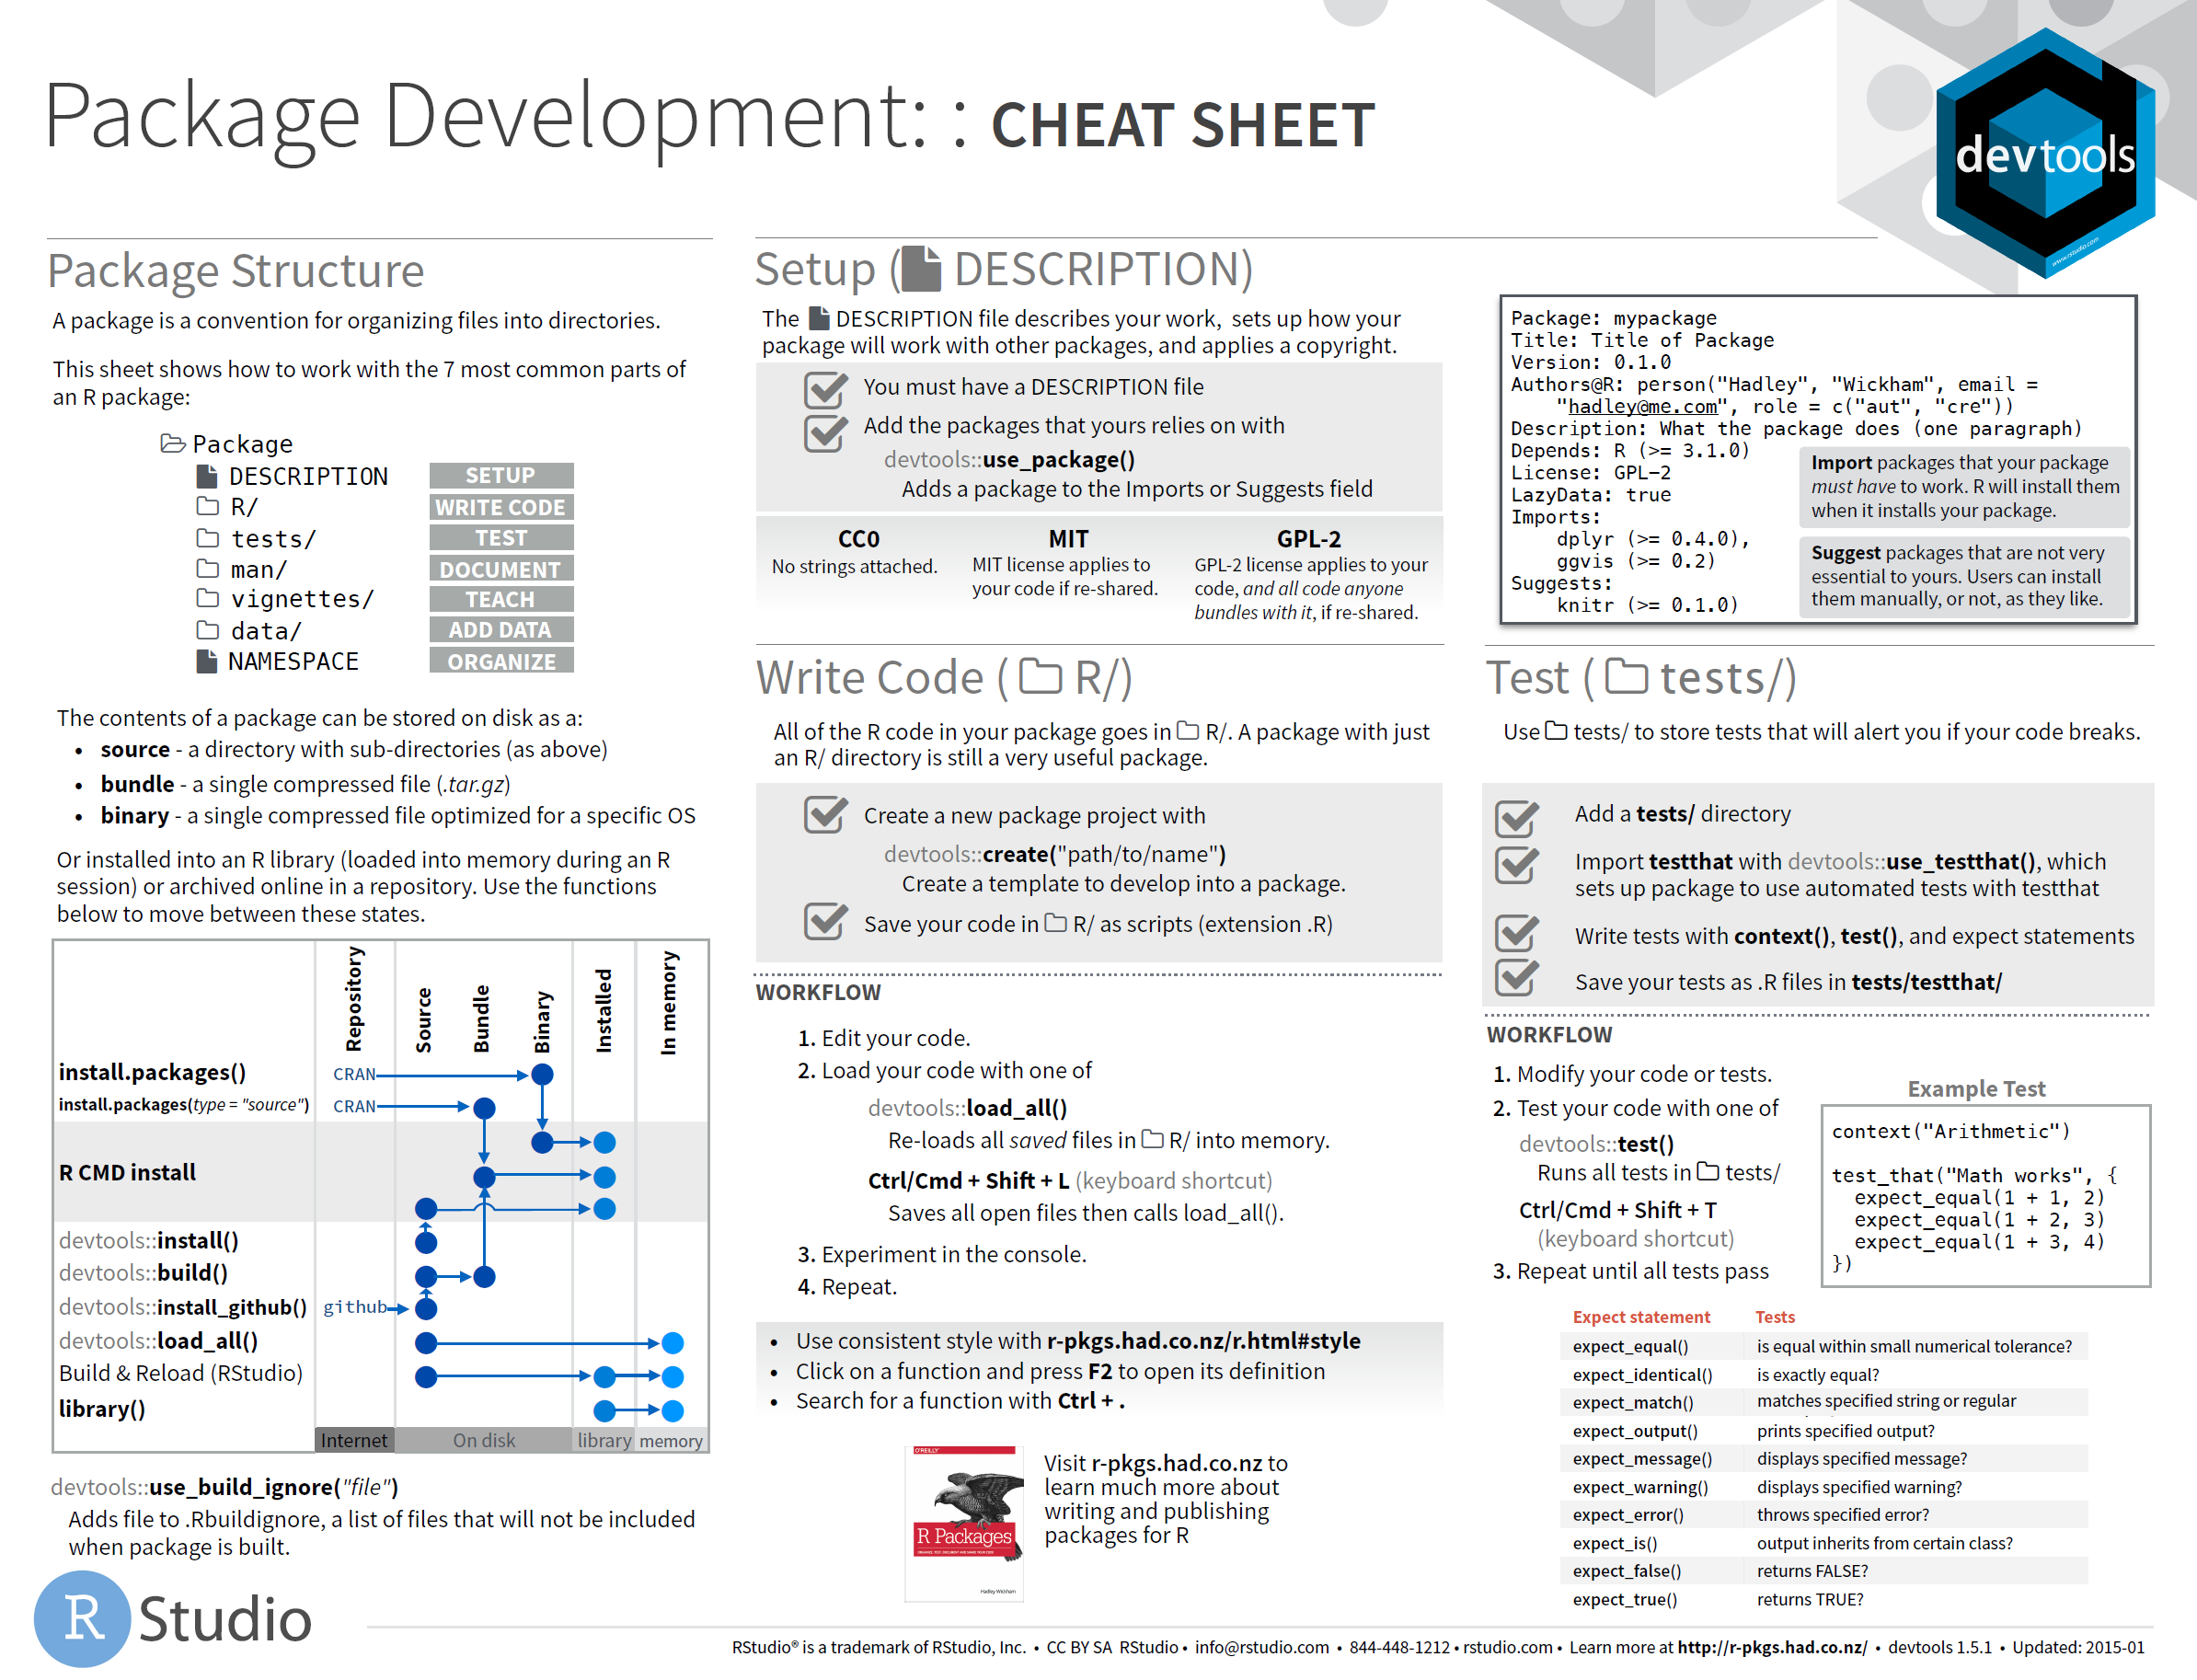 Package Development: : CHEAT SHEET
devtools
www.rstudio.com
Package Structure
A package is a convention for organizing files into directories.
This sheet shows how to work with the 7 most common parts of
an R package:
Package
DESCRIPTION SETUP
R/ WRITE CODE
tests/ TEST
man/ DOCUMENT
vignettes/ TEACH
data/ ADD DATA
NAMESPACE ORGANIZE
The contents of a package can be stored on disk as a:
• source - a directory with sub-directories (as above)
• bundle - a single compressed file (.tar.gz)
• binary - a single compressed file optimized for a specific OS
Or installed into an R library (loaded into memory during an R
session) or archived online in a repository. Use the functions
below to move between these states.
Repository Source Bundle Binary Installed In memory
install.packages() CRAN
install.packages(type = "source") CRAN
R CMD install
devtools::install()
devtools::build()
devtools::install_github() github
devtools::load_all()
Build & Reload (RStudio)
library()
Internet On disk library memory
devtools::use_build_ignore("file")
Adds file to .Rbuildignore, a list of files that will not be included
when package is built.
Setup ( DESCRIPTION)
The DESCRIPTION file describes your work, sets up how your
package will work with other packages, and applies a copyright.
You must have a DESCRIPTION file
Add the packages that yours relies on with
devtools::use_package()
Adds a package to the Imports or Suggests field
CC0
No strings attached.
MIT
MIT license applies to
your code if re-shared.
GPL-2
GPL-2 license applies to your
code, and all code anyone
bundles with it, if re-shared.
Package: mypackage
Title: Title of Package
Version: 0.1.0
Authors@R: person("Hadley", "Wickham", email =
"hadley@me.com", role = c("aut", "cre"))
Description: What the package does (one paragraph)
Depends: R (>= 3.1.0)
License: GPL-2
LazyData: true
Imports:
dplyr (>= 0.4.0),
ggvis (>= 0.2)
Suggests:
knitr (>= 0.1.0)
Import packages that your package
must have to work. R will install them
when it installs your package.
Suggest packages that are not very
essential to yours. Users can install
them manually, or not, as they like.
Write Code ( R/)
All of the R code in your package goes in R/. A package with just
an R/ directory is still a very useful package.
Create a new package project with
devtools::create("path/to/name")
Create a template to develop into a package.
Save your code in R/ as scripts (extension .R)
WORKFLOW
1. Edit your code.
2. Load your code with one of
devtools::load_all()
Re-loads all saved files in R/ into memory.
Ctrl/Cmd + Shift + L (keyboard shortcut)
Saves all open files then calls load_all().
3. Experiment in the console.
4. Repeat.
• Use consistent style with r-pkgs.had.co.nz/r.html#style
• Click on a function and press F2 to open its definition
• Search for a function with Ctrl + .
O'REILLY
R Packages
ORGANIZE, TEST, DOCUMENT AND SHARE YOUR CODE
Hadley Wickham
Visit r-pkgs.had.co.nz to
learn much more about
writing and publishing
packages for R
Test ( tests/)
Use tests/ to store tests that will alert you if your code breaks.
Add a tests/ directory
Import testthat with devtools::use_testthat(), which
sets up package to use automated tests with testthat
Write tests with context(), test(), and expect statements
Save your tests as .R files in tests/testthat/
WORKFLOW
1. Modify your code or tests.
2. Test your code with one of
devtools::test()
Runs all tests in tests/
Ctrl/Cmd + Shift + T
(keyboard shortcut)
3. Repeat until all tests pass
Example Test
context("Arithmetic")
test_that("Math works", {
expect_equal(1 + 1, 2)
expect_equal(1 + 2, 3)
expect_equal(1 + 3, 4)
})
Expect statement Tests
expect_equal() is equal within small numerical tolerance?
expect_identical() is exactly equal?
expect_match() matches specified string or regular
expect_output() prints specified output?
expect_message() displays specified message?
expect_warning() displays specified warning?
expect_error() throws specified error?
expect_is() output inherits from certain class?
expect_false() returns FALSE?
expect_true() returns TRUE?
R Studio
RStudio® is a trademark of RStudio, Inc. • CC BY SA RStudio • info@rstudio.com • 844-448-1212 • rstudio.com • Learn more at http://r-pkgs.had.co.nz/ • devtools 1.5.1 • Updated: 2015-01